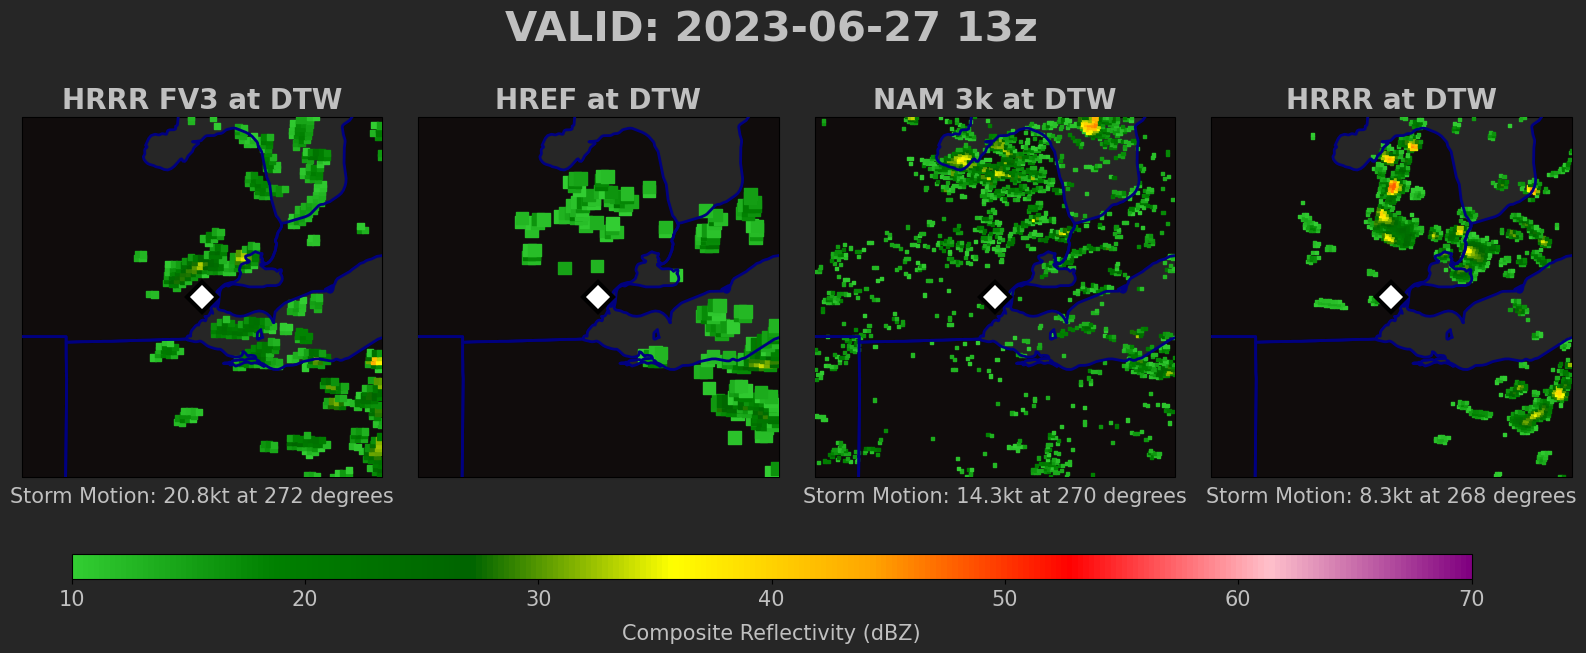 VALID: 2023-06-27 13z
HRRR FV3 at DTW
HREF at DTW
NAM 3k at DTW
HRRR at DTW
Storm Motion: 20.8kt at 272 degrees
Storm Motion: 14.3kt at 270 degrees
Storm Motion: 8.3kt at 268 degrees
10 20 30 40 50 60 70
Composite Reflectivity (dBZ)